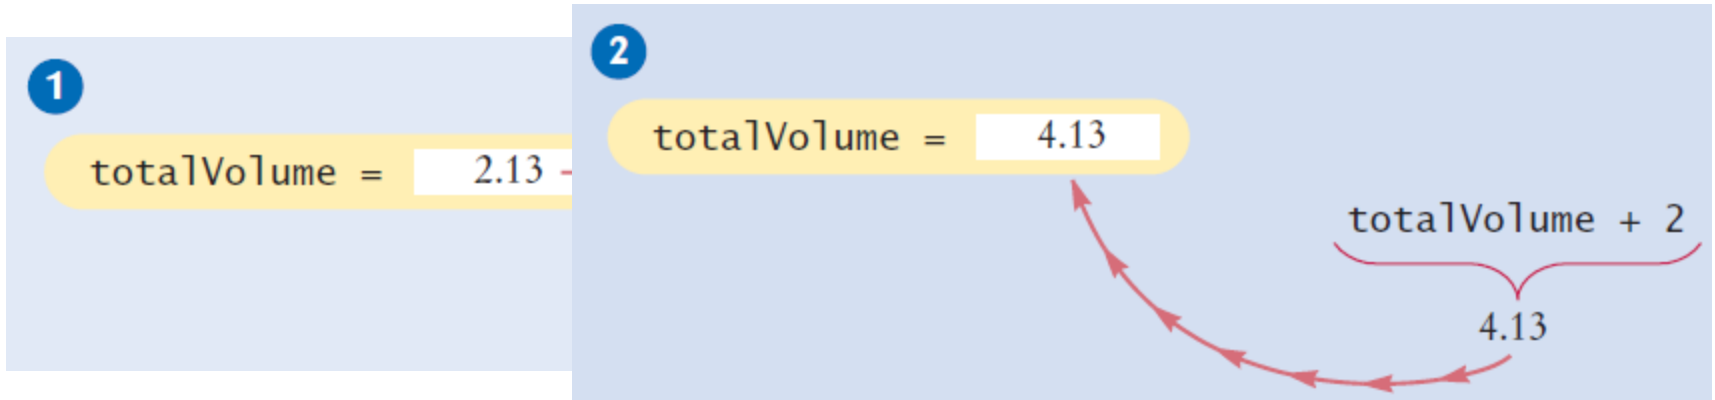 1
totalVolume = 2.13
2
totalVolume = 4.13
totalVolume + 2
4.13